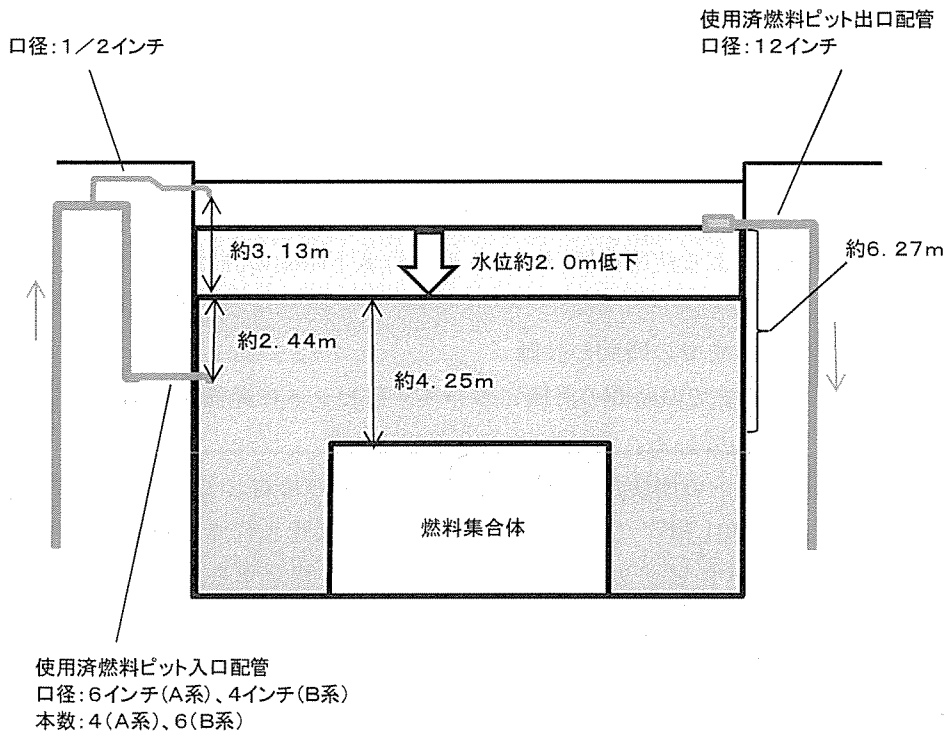 使用済燃料ピット出口配管
口径：12インチ
口径：1／2インチ
約3．13m
水位約2．0m低下
約6．27m
約2．44m
約4．25m
燃料集合体
使用済燃料ピット入口配管
口径：6インチ（A系）、4インチ（B系）
本数：4（A系）、6（B系）